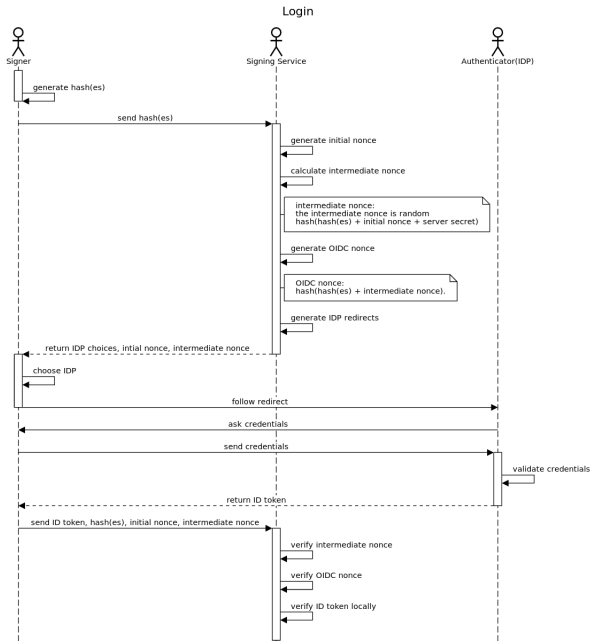 Login
Signer
Signing Service
Authenticator(IDP)
generate hash(es)
send hash(es)
generate initial nonce
calculate intermediate nonce
intermediate nonce:
the intermediate nonce is random
hash(hash(es) + initial nonce + server secret)
generate OIDC nonce
OIDC nonce:
hash(hash(es) + intermediate nonce).
generate IDP redirects
return IDP choices, intial nonce, intermediate nonce
choose IDP
follow redirect
ask credentials
send credentials
validate credentials
return ID token
send ID token, hash(es), initial nonce, intermediate nonce
verify intermediate nonce
verify OIDC nonce
verify ID token locally